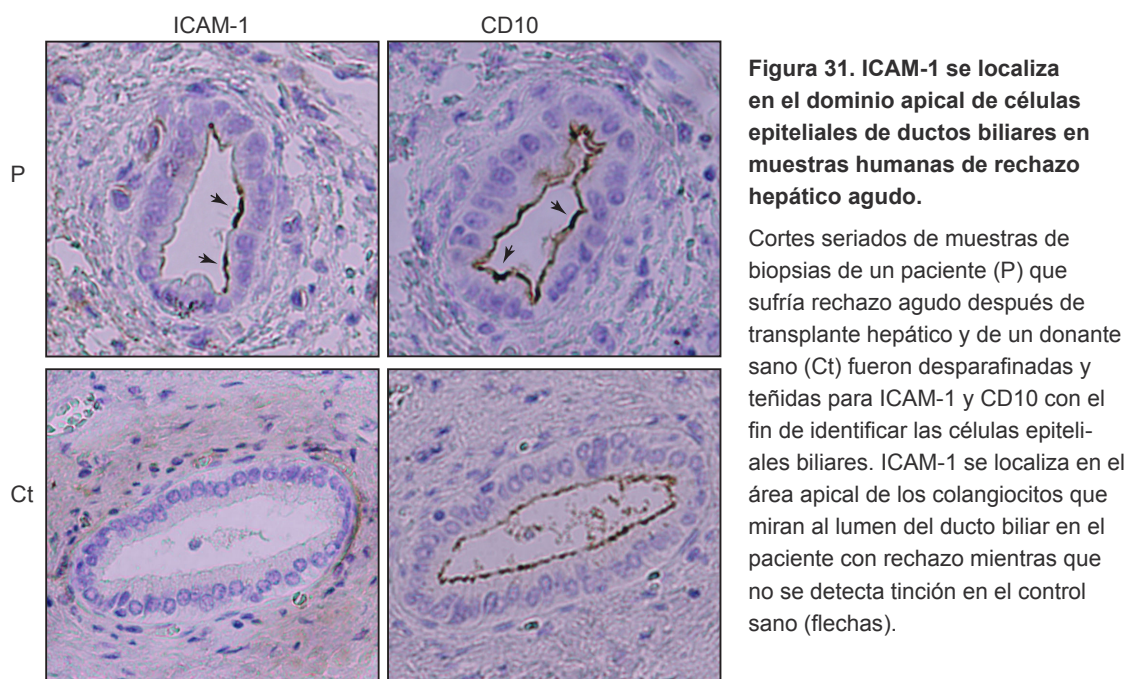 ICAM-1
CD10
P
Ct
Figura 31. ICAM-1 se localiza
en el dominio apical de células
epiteliales de ductos biliares en
muestras humanas de rechazo
hepático agudo.
Cortes seriados de muestras de
biopsias de un paciente (P) que
sufría rechazo agudo después de
transplante hepático y de un donante
sano (Ct) fueron desparafinadas y
teñidas para ICAM-1 y CD10 con el
fin de identificar las células epiteli-
ales biliares. ICAM-1 se localiza en el
área apical de los colangiocitos que
miran al lumen del ducto biliar en el
paciente con rechazo mientras que
no se detecta tinción en el control
sano (flechas).